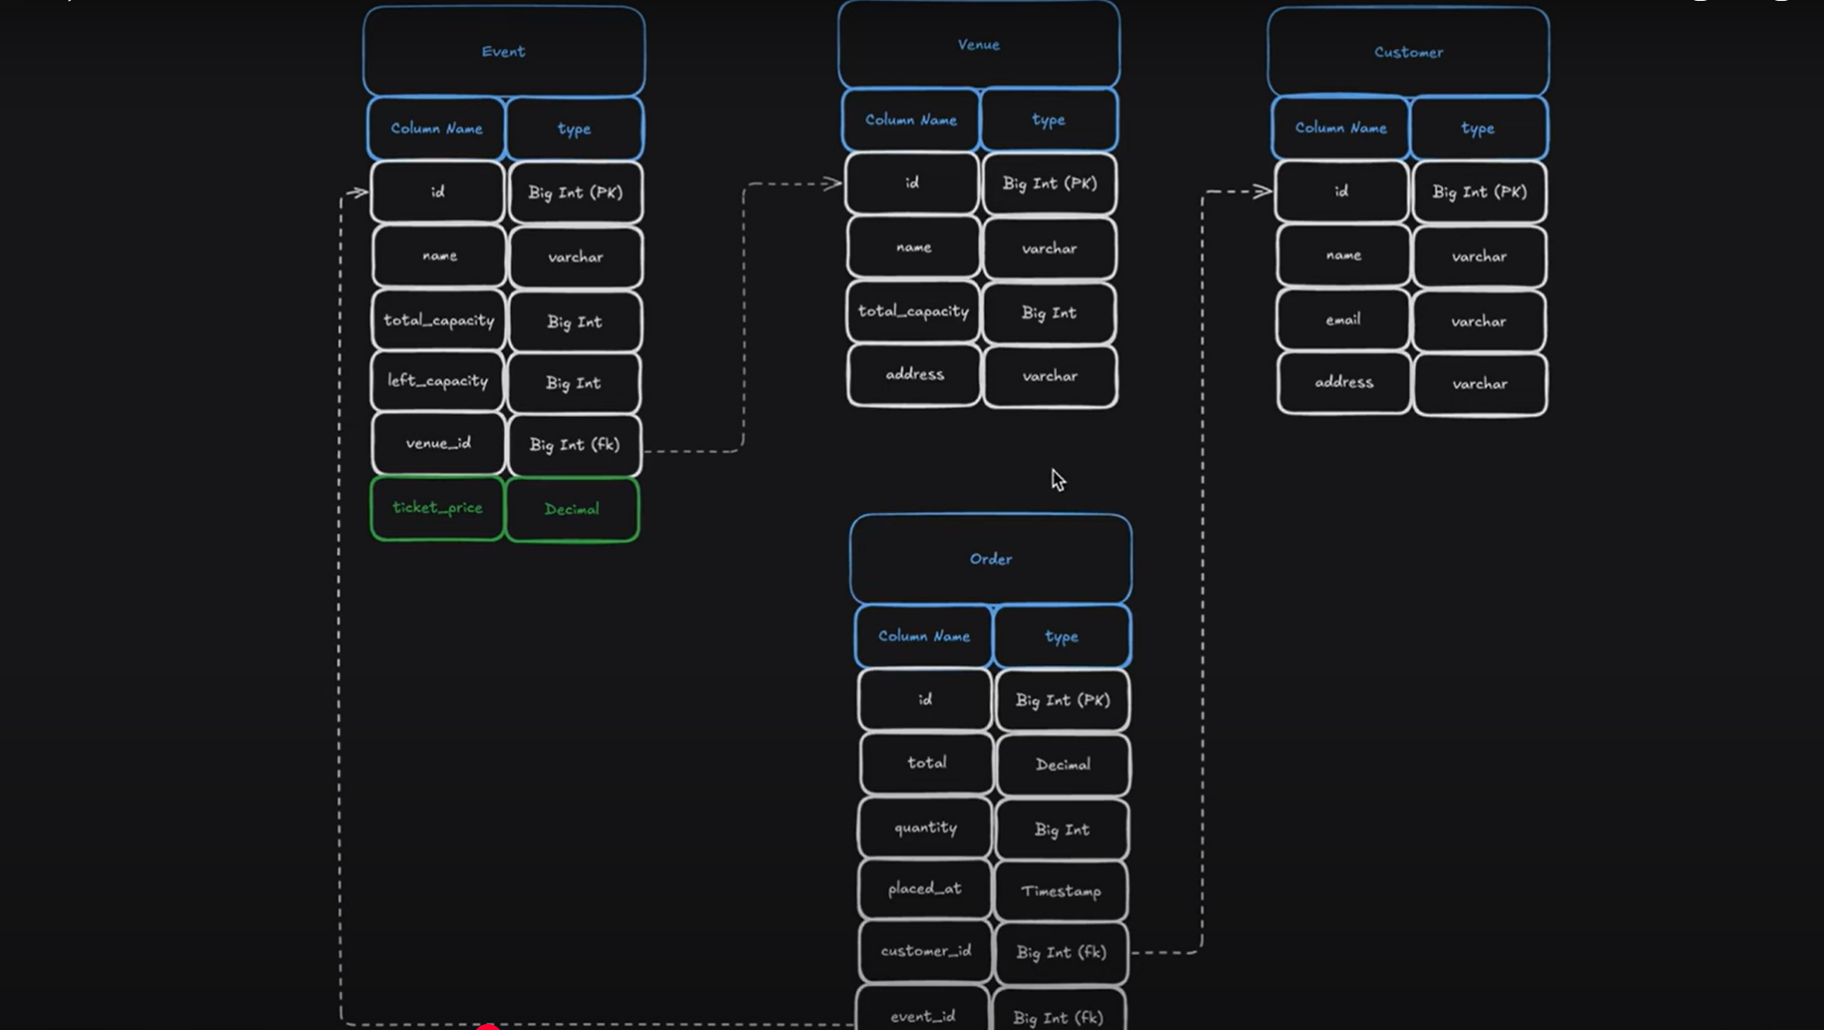 Event
Column Name type
id Big Int (PK)
name varchar
total_capacity Big Int
left_capacity Big Int
venue_id Big Int (fk)
ticket_price Decimal
Venue
Column Name type
id Big Int (PK)
name varchar
total_capacity Big Int
address varchar
Customer
Column Name type
id Big Int (PK)
name varchar
email varchar
address varchar
Order
Column Name type
id Big Int (PK)
total Decimal
quantity Big Int
placed_at Timestamp
customer_id Big Int (fk)
event_id Big Int (fk)